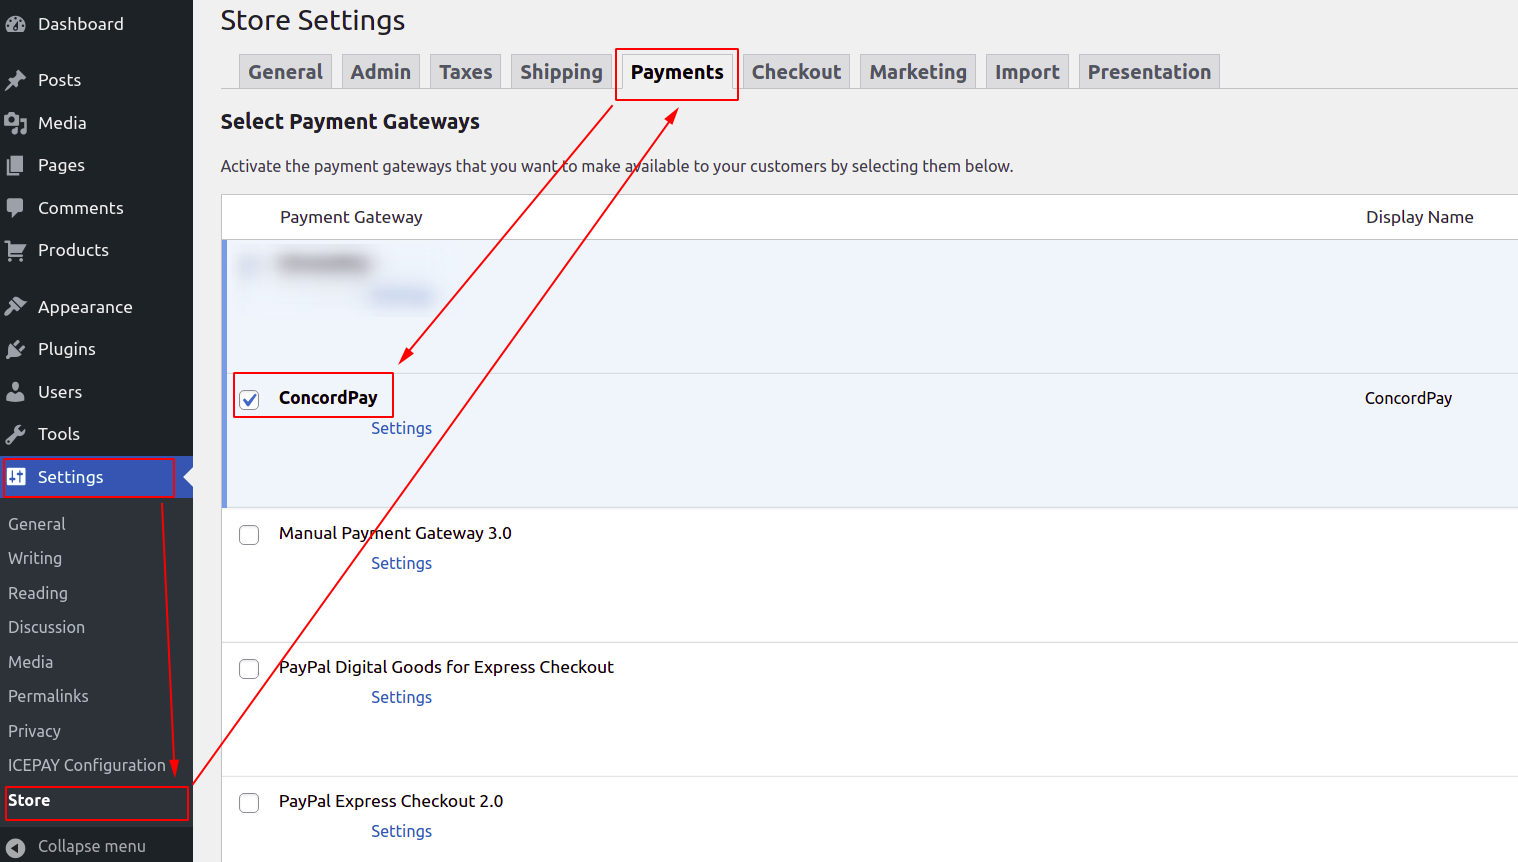 Dashboard
Posts
Media
Pages
Comments
Products
Appearance
Plugins
Users
Tools
Settings
General
Writing
Reading
Discussion
Media
Permalinks
Privacy
ICEPAY Configuration
Store
Collapse menu
Store Settings
General Admin Taxes Shipping Payments Checkout Marketing Import Presentation
Select Payment Gateways
Activate the payment gateways that you want to make available to your customers by selecting them below.
Payment Gateway Display Name
ConcordPay ConcordPay
Settings
Manual Payment Gateway 3.0
Settings
PayPal Digital Goods for Express Checkout
Settings
PayPal Express Checkout 2.0
Settings